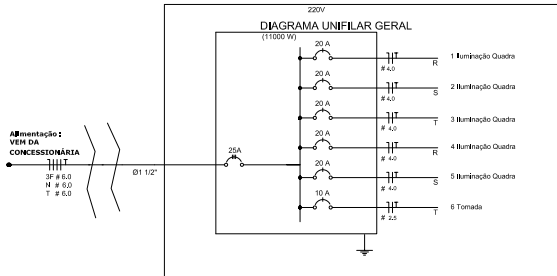 220V
DIAGRAMA UNIFILAR GERAL
(11000 W)
20 A
# 4.0
R
1 Iluminação Quadra
20 A
# 4.0
S
2 Iluminação Quadra
20 A
# 4.0
T
3 Iluminação Quadra
20 A
# 4.0
R
4 Iluminação Quadra
20 A
# 4.0
S
5 Iluminação Quadra
10 A
# 2.5
T
6 Tomada
25A
Alimentação :
VEM DA
CONCESSIONÁRIA
3F # 6.0
N # 6.0
T # 6.0
Ø1 1/2"